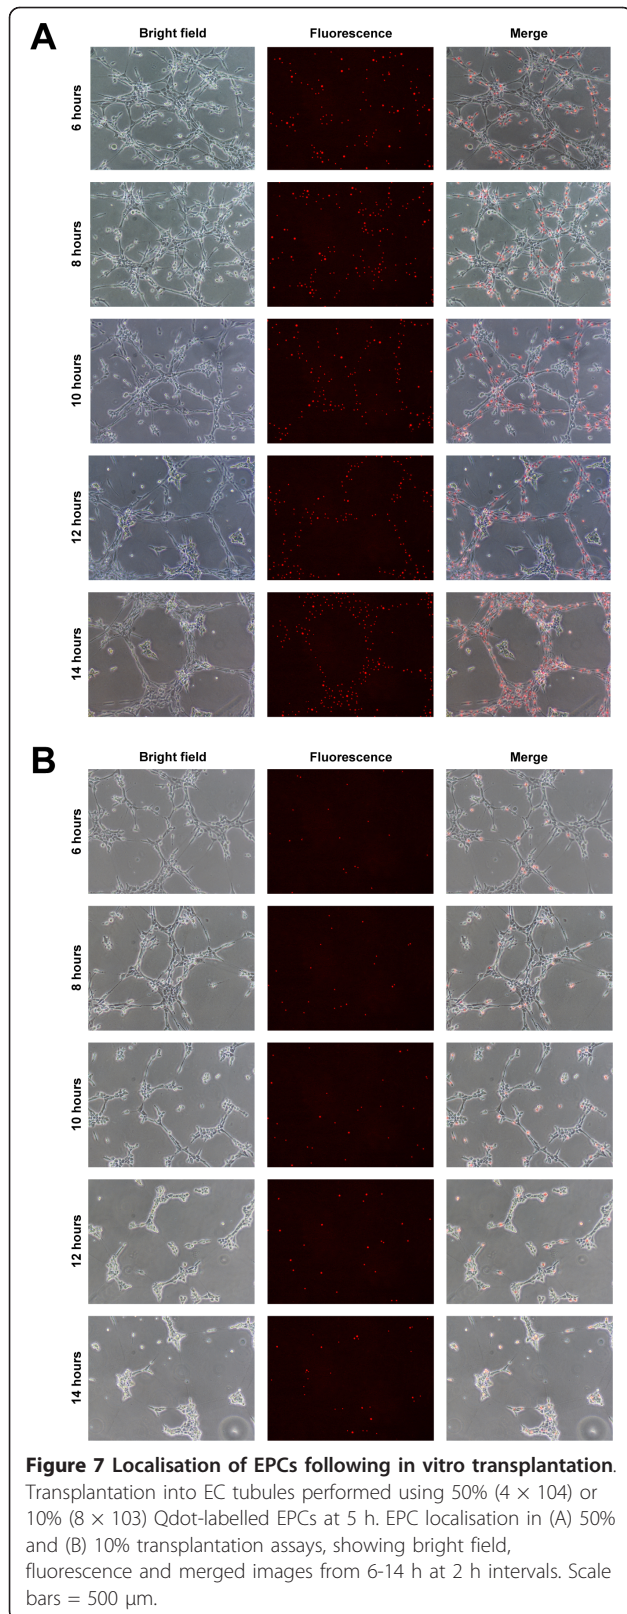 A
Bright field Fluorescence Merge
6 hours
8 hours
10 hours
12 hours
14 hours
B
Bright field Fluorescence Merge
6 hours
8 hours
10 hours
12 hours
14 hours
Figure 7 Localisation of EPCs following in vitro transplantation.
Transplantation into EC tubules performed using 50% (4 × 104) or
10% (8 × 103) Qdot-labelled EPCs at 5 h. EPC localisation in (A) 50%
and (B) 10% transplantation assays, showing bright field,
fluorescence and merged images from 6-14 h at 2 h intervals. Scale
bars = 500 μm.